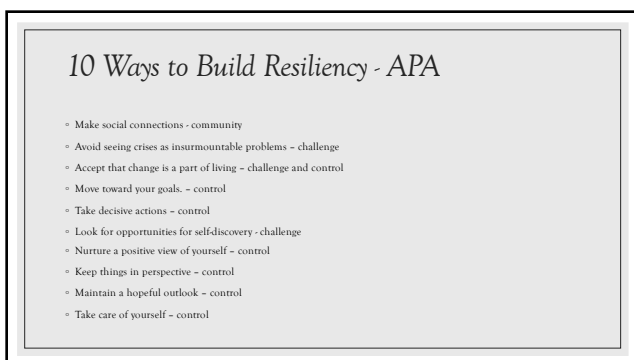 10 Ways to Build Resiliency - APA
▫ Make social connections - community
▫ Avoid seeing crises as insurmountable problems – challenge
▫ Accept that change is a part of living – challenge and control
▫ Move toward your goals. – control
▫ Take decisive actions – control
▫ Look for opportunities for self-discovery - challenge
▫ Nurture a positive view of yourself – control
▫ Keep things in perspective – control
▫ Maintain a hopeful outlook – control
▫ Take care of yourself – control